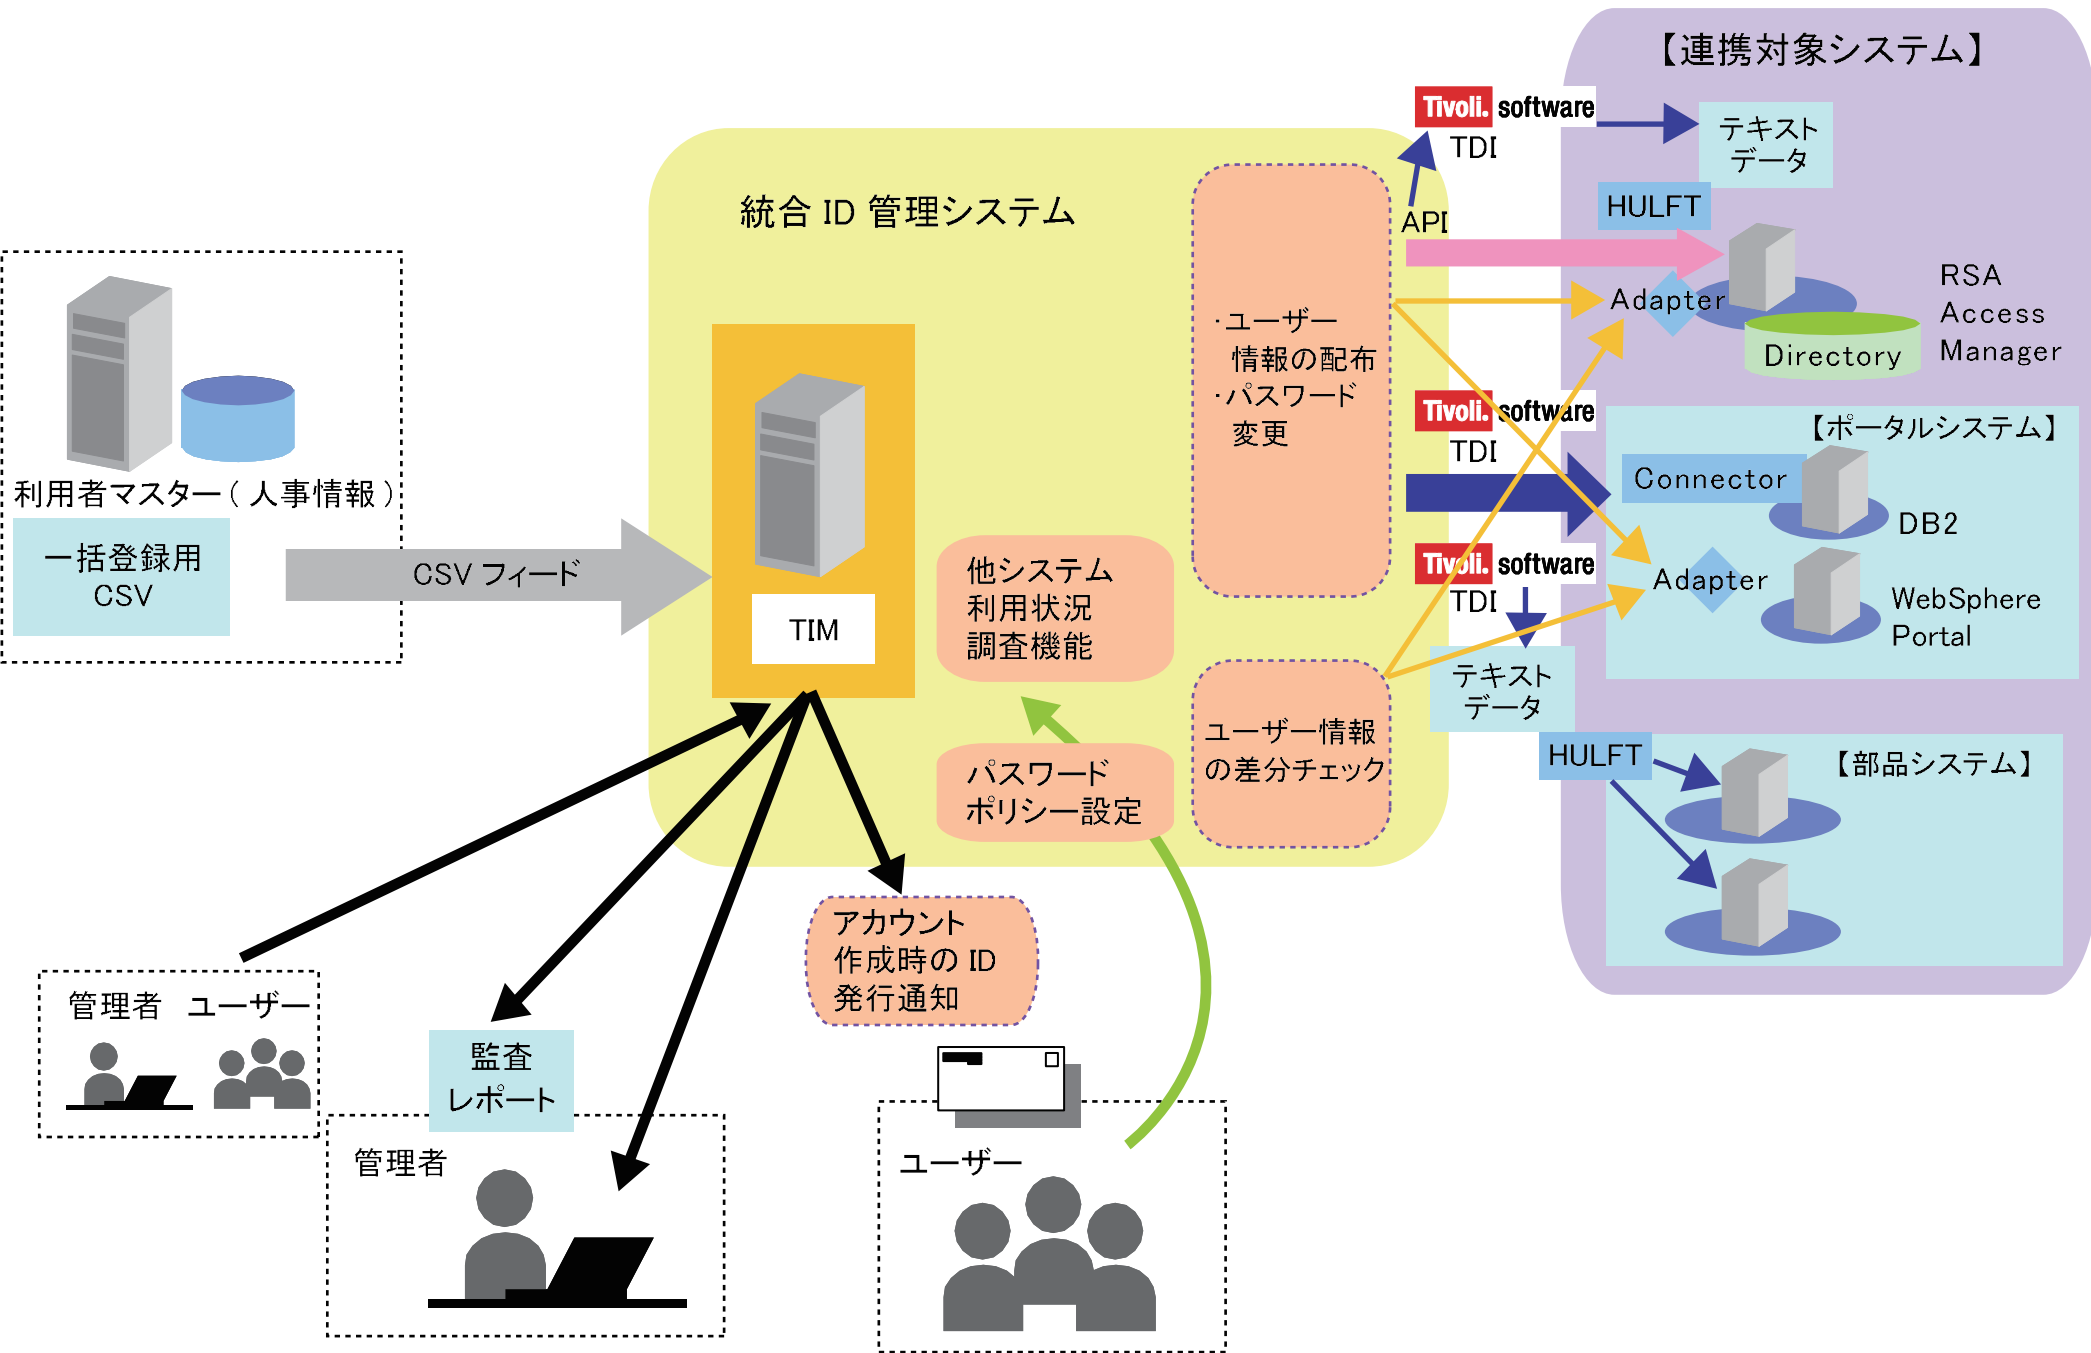 【連携対象システム】
Tivoli. software
TDI
テキスト
データ
HULFT
API
統合 ID 管理システム
Adapter
RSA
Access
Manager
Directory
・ユーザー
情報の配布
・パスワード
変更
Tivoli. software
TDI
【ポータルシステム】
Connector
DB2
利用者マスター（人事情報）
一括登録用
CSV
CSV フィード
TIM
他システム
利用状況
調査機能
Tivoli. software
TDI
Adapter
WebSphere
Portal
テキスト
データ
ユーザー情報
の差分チェック
パスワード
ポリシー設定
HULFT
【部品システム】
アカウント
作成時の ID
発行通知
管理者 ユーザー
監査
レポート
管理者
ユーザー